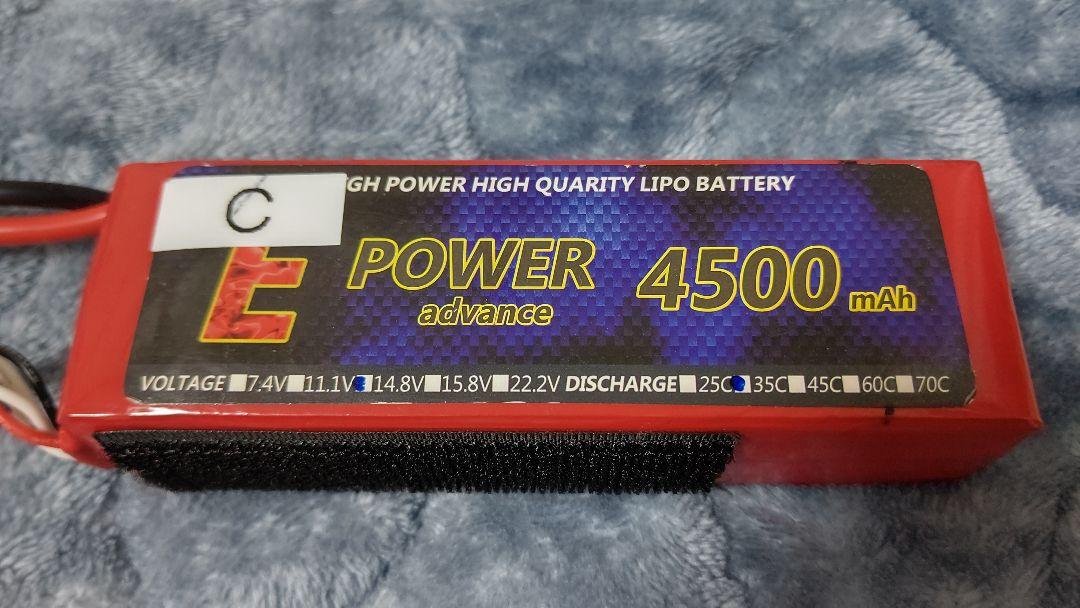 C
GH POWER HIGH QUARITY LIPO BATTERY
E POWER 4500 mAh
advance
VOLTAGE 7.4V 11.1V 14.8V 15.8V 22.2V DISCHARGE 25C 35C 45C 60C 70C